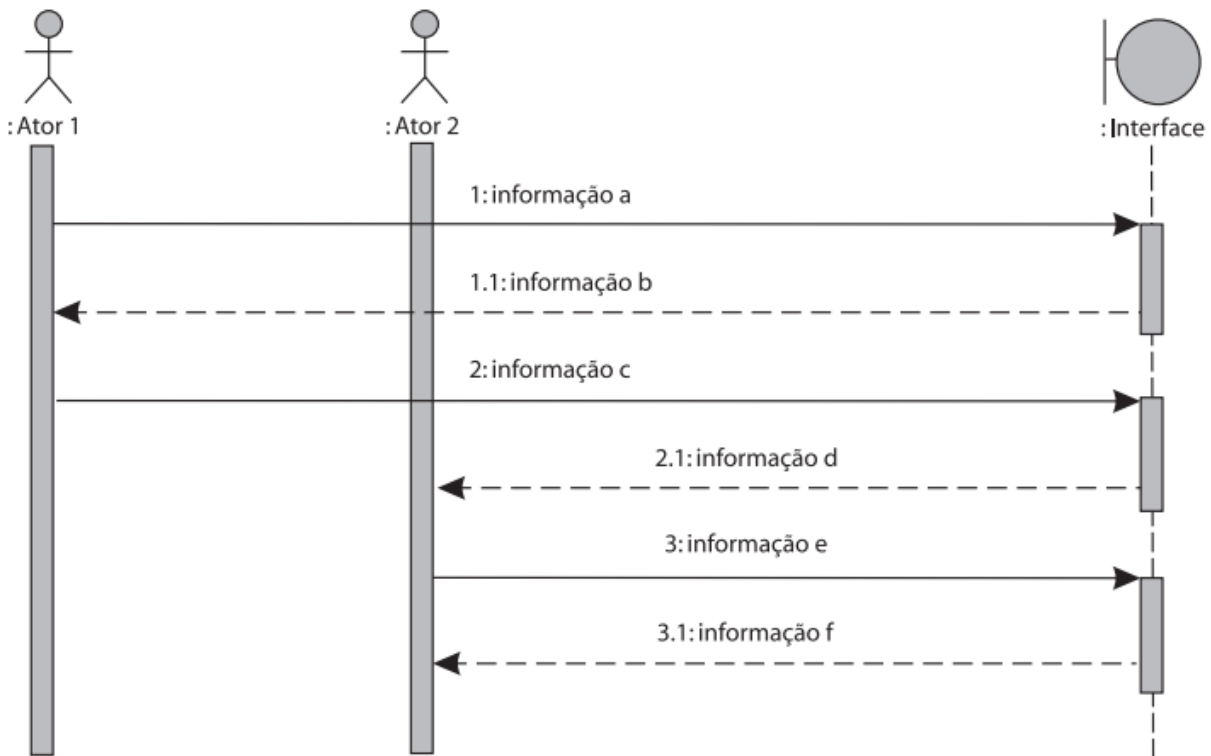 : Ator 1
: Ator 2
: Interface
1: informação a
1.1: informação b
2: informação c
2.1: informação d
3: informação e
3.1: informação f